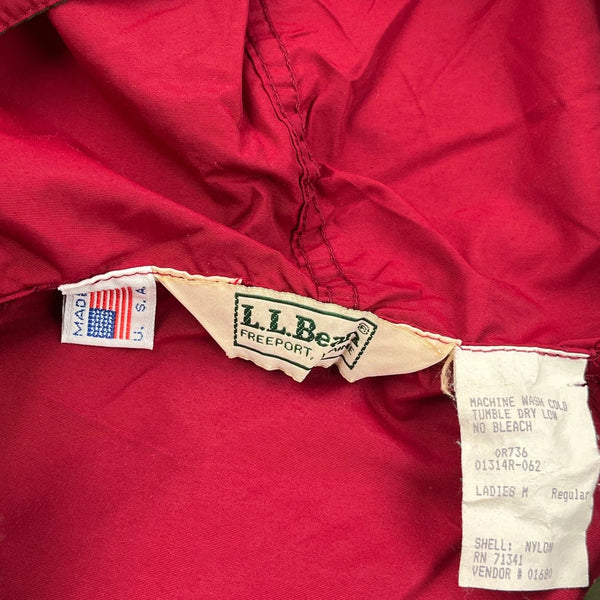 MADE
U. S. A.
L.L.Bean®
FREEPORT, MAINE
MACHINE WASH COLD
TUMBLE DRY LOW
NO BLEACH
OR736
01314R-062
LADIES M Regular
SHELL: NYLON
RN 71341
VENDOR # 01680